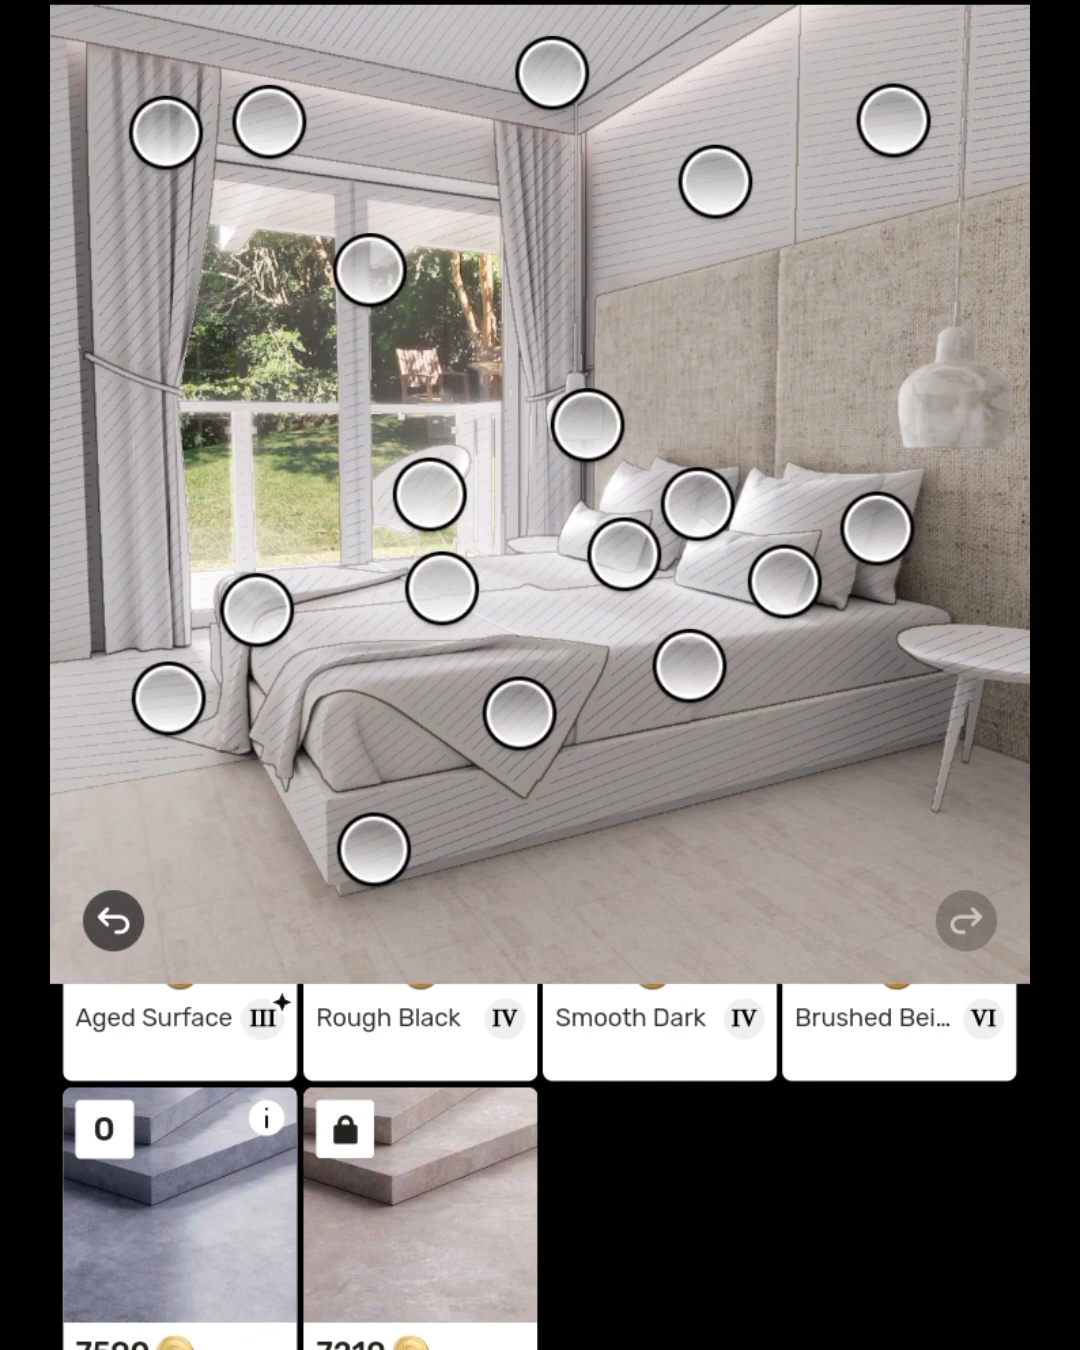 Aged Surface III
Rough Black IV
Smooth Dark IV
Brushed Bei... VI
0
i